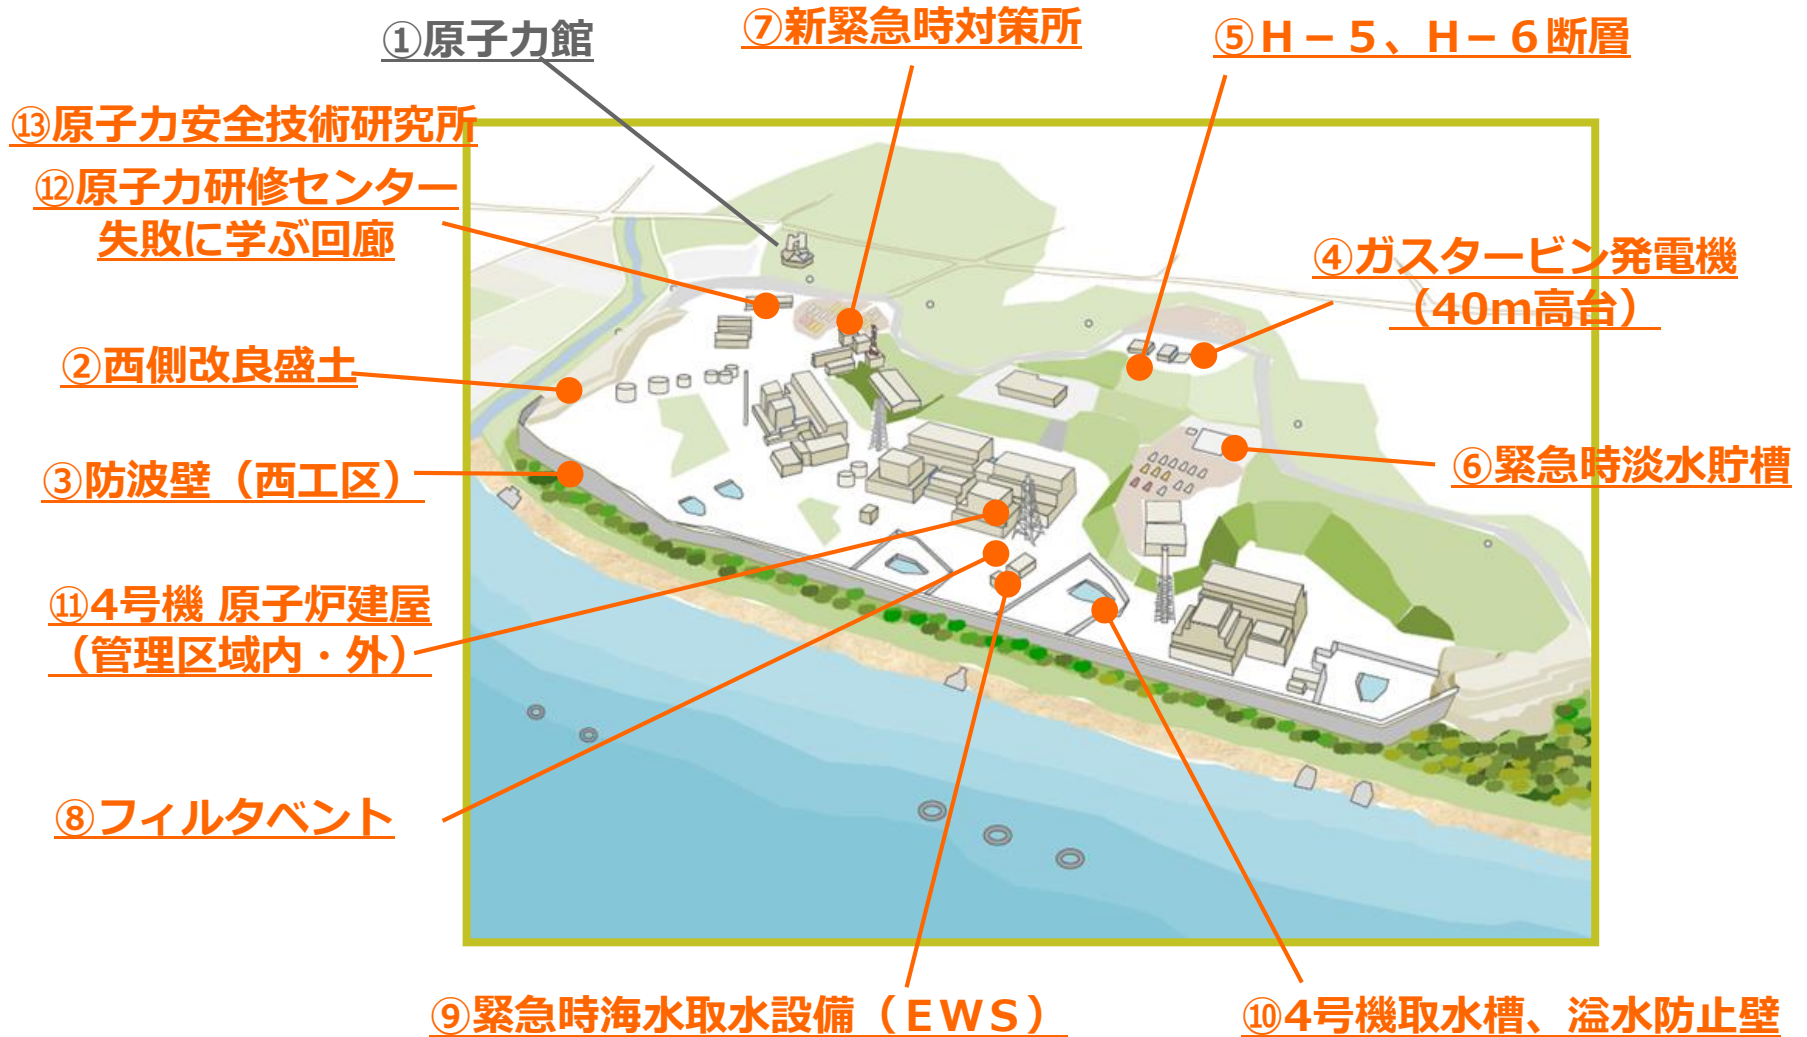 ①原子力館
⑦新緊急時対策所
⑤H－5、H－6断層
⑬原子力安全技術研究所
⑫原子力研修センター
失敗に学ぶ回廊
④ガスタービン発電機
（40m高台）
②西側改良盛土
③防波壁（西工区）
⑥緊急時淡水貯槽
⑪4号機 原子炉建屋
（管理区域内・外）
⑧フィルタベント
⑨緊急時海水取水設備（EWS）
⑩4号機取水槽、溢水防止壁